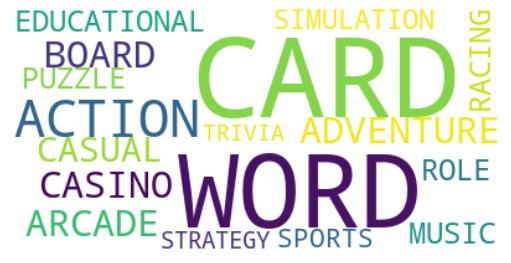 EDUCATIONAL
SIMULATION
RACING
BOARD
CARD
PUZZLE
ACTION
TRIVIA
ADVENTURE
CASUAL
WORD
ROLE
CASINO
ARCADE
MUSIC
STRATEGY
SPORTS